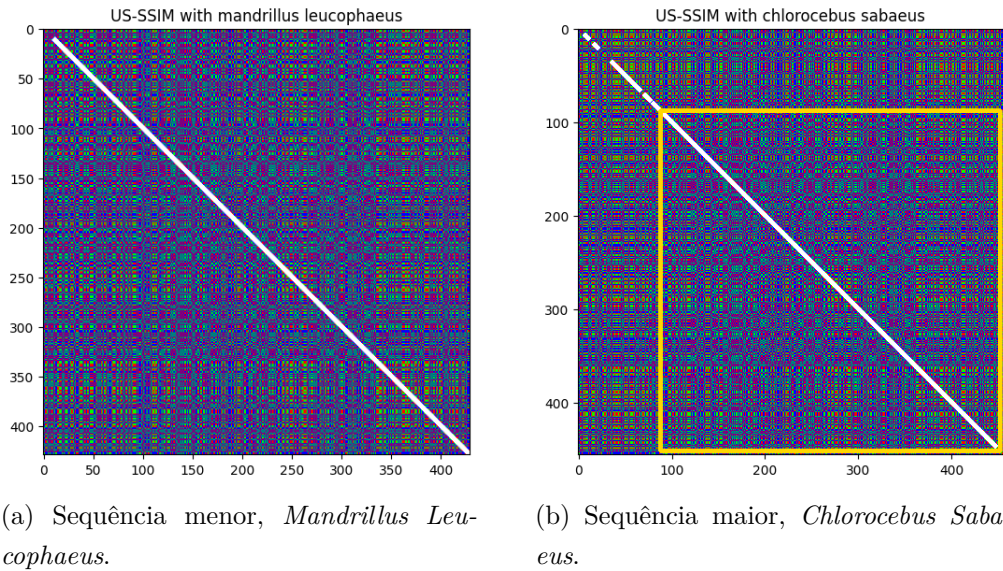 US-SSIM with mandrillus leucophaeus
0
50
100
150
200
250
300
350
400
0 50 100 150 200 250 300 350 400
(a) Sequência menor, Mandrillus Leu-
cophaeus.
US-SSIM with chlorocebus sabaeus
0
100
200
300
400
0 100 200 300 400
(b) Sequência maior, Chlorocebus Saba
eus.